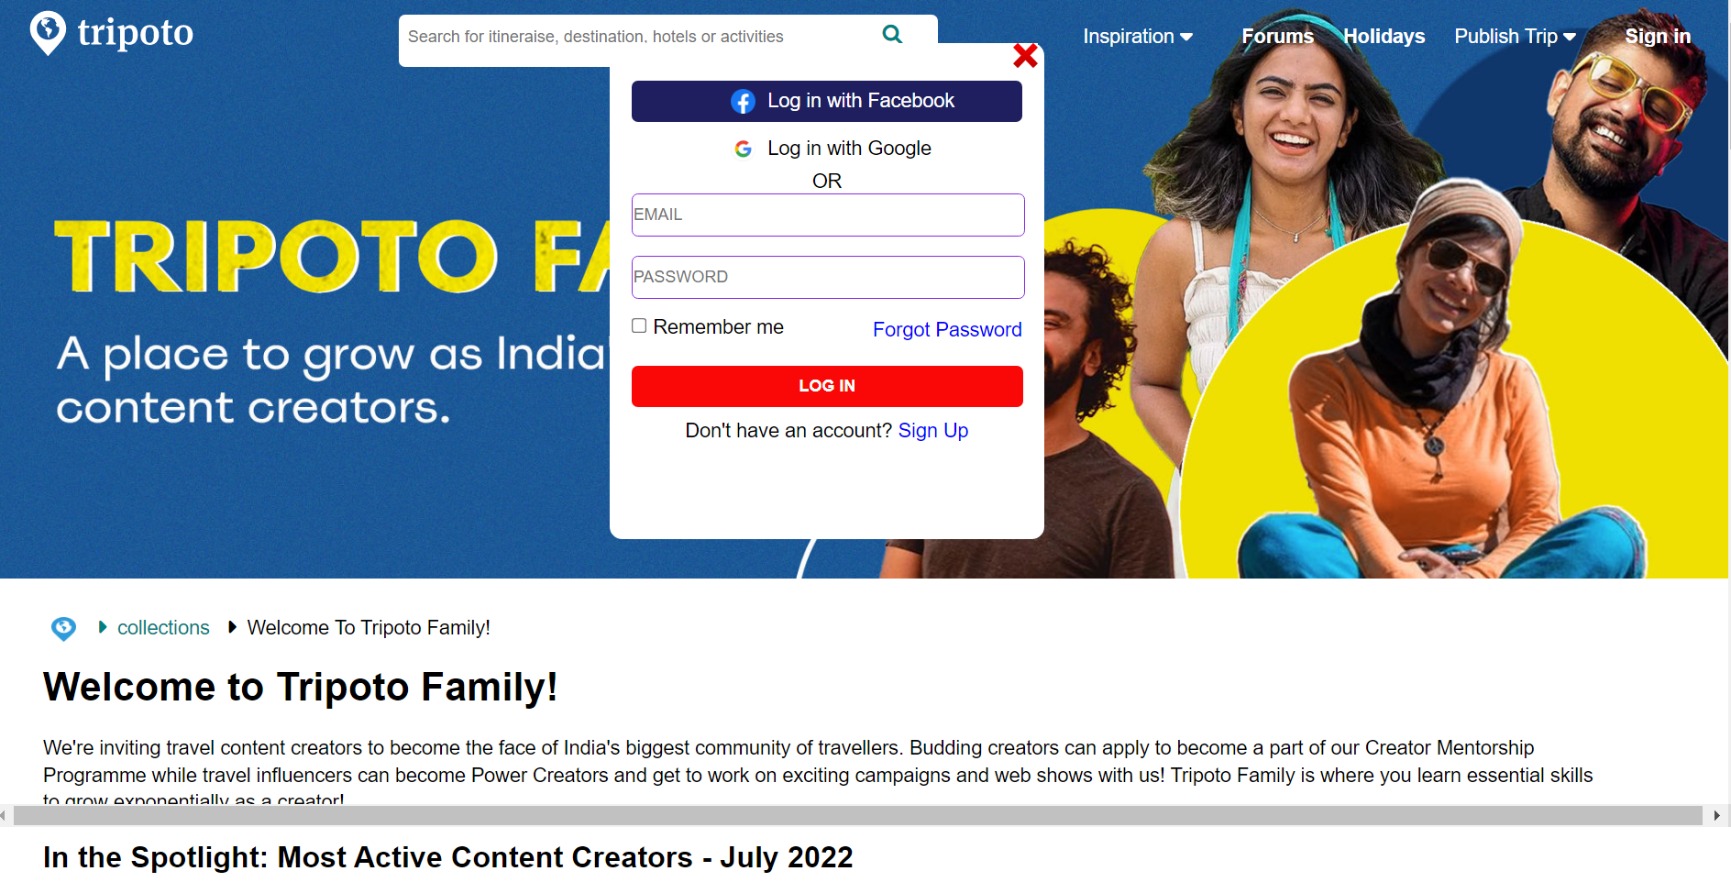 tripoto
Search for itineraise, destination, hotels or activities
Inspiration
Forums
Holidays
Publish Trip
Sign in
Log in with Facebook
Log in with Google
OR
EMAIL
PASSWORD
Remember me
Forgot Password
LOG IN
Don't have an account? Sign Up
TRIPOTO
A place to grow as India'
content creators.
collections
Welcome To Tripoto Family!
Welcome to Tripoto Family!
We're inviting travel content creators to become the face of India's biggest community of travellers. Budding creators can apply to become a part of our Creator Mentorship
Programme while travel influencers can become Power Creators and get to work on exciting campaigns and web shows with us! Tripoto Family is where you learn essential skills
to grow exponentially as a creator!
In the Spotlight: Most Active Content Creators - July 2022